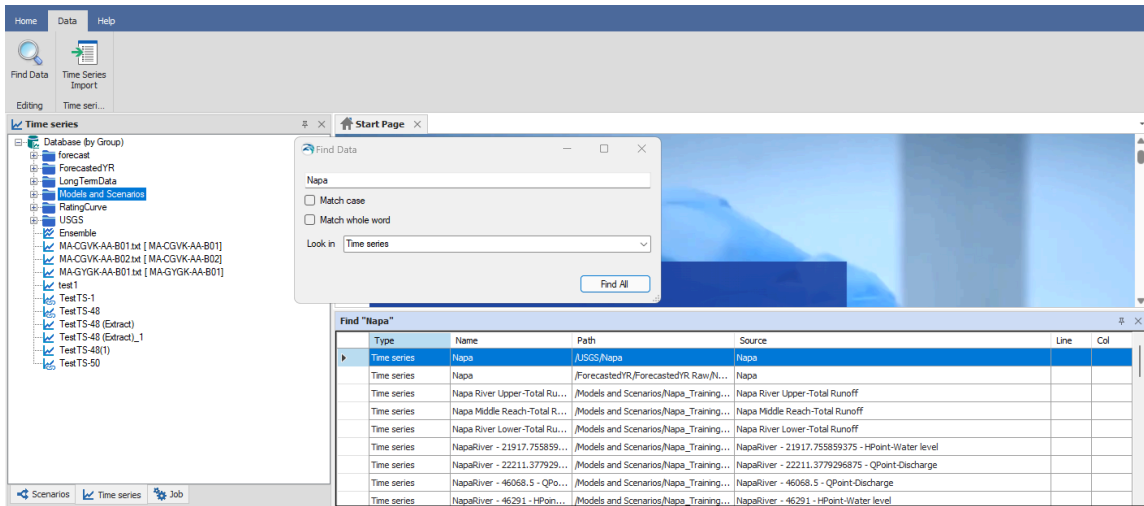 Home Data Help
Find Data
Time Series Import
Editing
Time seri...
Time series
Database (by Group)
forecast
ForecastedYR
LongTermData
Models and Scenarios
RatingCurve
USGS
Ensemble
MA-CGVK-AA-B01.txt [ MA-CGVK-AA-B01]
MA-CGVK-AA-B02.txt [ MA-CGVK-AA-B02]
MA-GYGK-AA-B01.txt [ MA-GYGK-AA-B01]
test1
TestTS-1
TestTS-48
TestTS-48 (Extract)
TestTS-48 (Extract)_1
TestTS-48(1)
TestTS-50
Scenarios Time series Job
Start Page
Find Data
Napa
Match case
Match whole word
Look in Time series
Find All
Find "Napa"
Type Name Path Source Line Col
Time series Napa /USGS/Napa Napa
Time series Napa /ForecastedYR/ForecastedYR Raw/N... Napa
Time series Napa River Upper-Total Ru... /Models and Scenarios/Napa_Training... Napa River Upper-Total Runoff
Time series Napa Middle Reach-Total R... /Models and Scenarios/Napa_Training... Napa Middle Reach-Total Runoff
Time series Napa River Lower-Total Ru... /Models and Scenarios/Napa_Training... Napa River Lower-Total Runoff
Time series NapaRiver - 21917.755859... /Models and Scenarios/Napa_Training... NapaRiver - 21917.755859375 - HPoint-Water level
Time series NapaRiver - 22211.377929... /Models and Scenarios/Napa_Training... NapaRiver - 22211.3779296875 - QPoint-Discharge
Time series NapaRiver - 46068.5 - QPo... /Models and Scenarios/Napa_Training... NapaRiver - 46068.5 - QPoint-Discharge
Time series NapaRiver - 46291 - HPoin... /Models and Scenarios/Napa_Training... NapaRiver - 46291 - HPoint-Water level